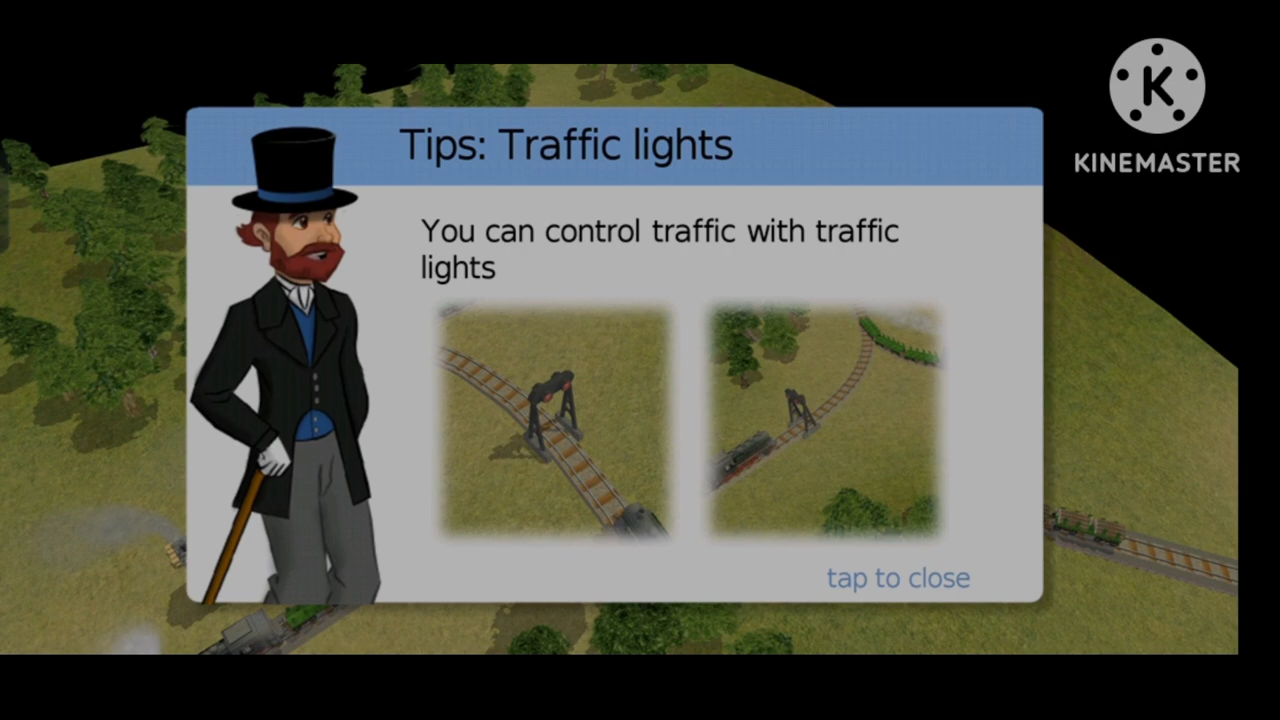 Tips: Traffic lights
You can control traffic with traffic
lights
tap to close
K
KINEMASTER